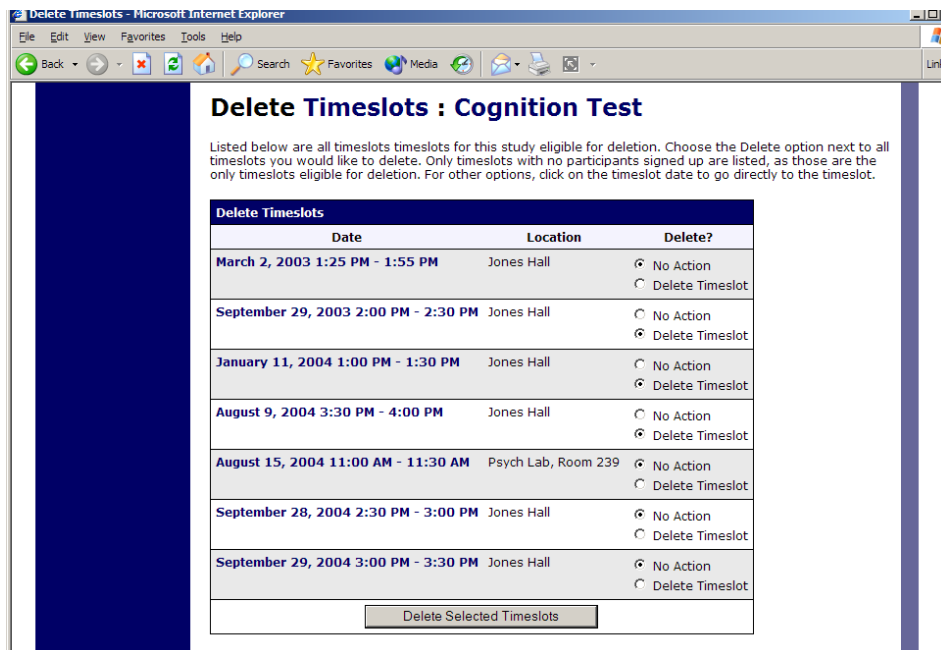 Delete Timeslots - Microsoft Internet Explorer
File Edit View Favorites Tools Help
Back Search Favorites Media
Delete Timeslots : Cognition Test
Listed below are all timeslots timeslots for this study eligible for deletion. Choose the Delete option next to all
timeslots you would like to delete. Only timeslots with no participants signed up are listed, as those are the
only timeslots eligible for deletion. For other options, click on the timeslot date to go directly to the timeslot.
Delete Timeslots
Date Location Delete?
March 2, 2003 1:25 PM - 1:55 PM Jones Hall No Action
Delete Timeslot
September 29, 2003 2:00 PM - 2:30 PM Jones Hall No Action
Delete Timeslot
January 11, 2004 1:00 PM - 1:30 PM Jones Hall No Action
Delete Timeslot
August 9, 2004 3:30 PM - 4:00 PM Jones Hall No Action
Delete Timeslot
August 15, 2004 11:00 AM - 11:30 AM Psych Lab, Room 239 No Action
Delete Timeslot
September 28, 2004 2:30 PM - 3:00 PM Jones Hall No Action
Delete Timeslot
September 29, 2004 3:00 PM - 3:30 PM Jones Hall No Action
Delete Timeslot
Delete Selected Timeslots